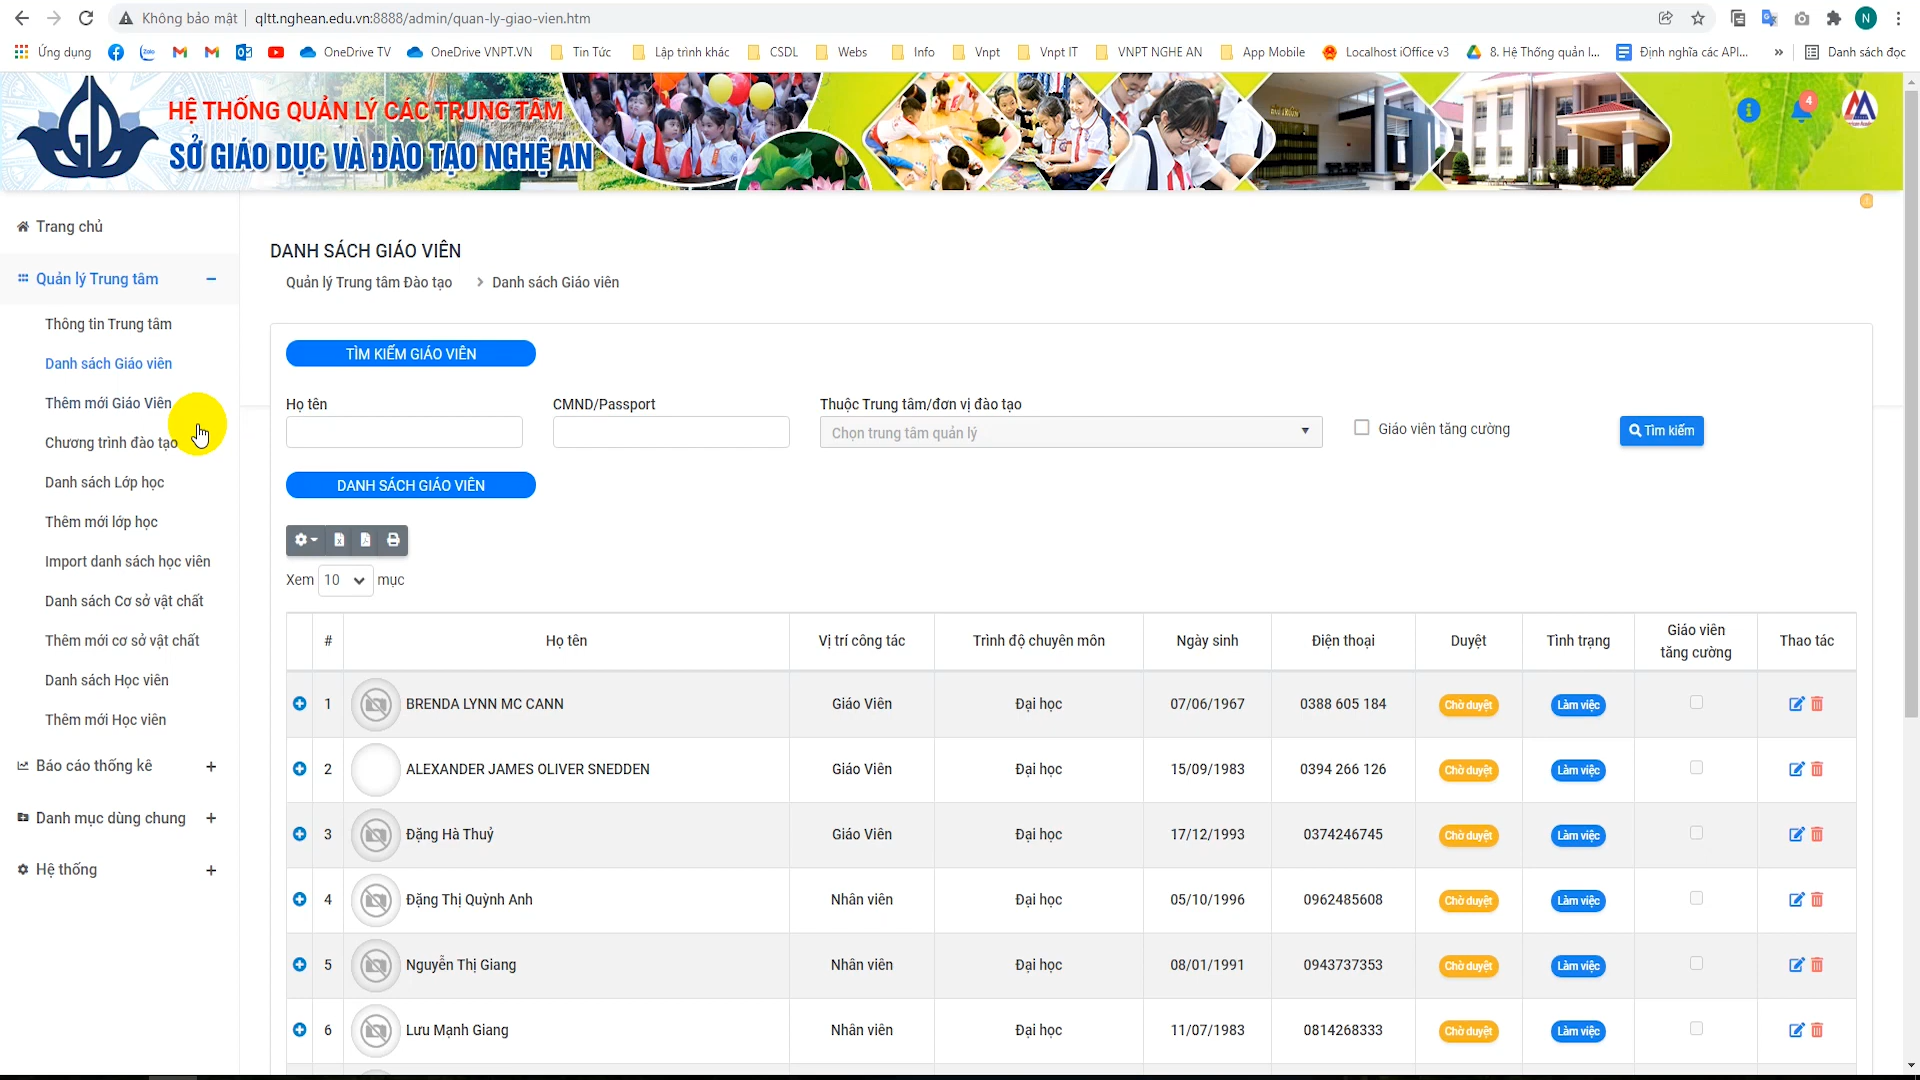 Không bảo mật
qltt.nghean.edu.vn:8888/admin/quan-ly-giao-vien.htm
N
Ứng dụng
Zalo
OneDrive TV
OneDrive VNPT.VN
Tin Tức
Lập trình khác
CSDL
Webs
Info
Vnpt
Vnpt IT
VNPT NGHE AN
App Mobile
Localhost iOffice v3
8. Hệ Thống quản l...
Định nghĩa các API...
»
Danh sách đọc
HỆ THỐNG QUẢN LÝ CÁC TRUNG TÂM
SỞ GIÁO DỤC VÀ ĐÀO TẠO NGHỆ AN
4
Trang chủ
Quản lý Trung tâm
Thông tin Trung tâm
Danh sách Giáo viên
Thêm mới Giáo Viên
Chương trình đào tạo
Danh sách Lớp học
Thêm mới lớp học
Import danh sách học viên
Danh sách Cơ sở vật chất
Thêm mới cơ sở vật chất
Danh sách Học viên
Thêm mới Học viên
Báo cáo thống kê
Danh mục dùng chung
Hệ thống
DANH SÁCH GIÁO VIÊN
Quản lý Trung tâm Đào tạo > Danh sách Giáo viên
TÌM KIẾM GIÁO VIÊN
Họ tên
CMND/Passport
Thuộc Trung tâm/đơn vị đào tạo
Chọn trung tâm quản lý
Giáo viên tăng cường
Tìm kiếm
DANH SÁCH GIÁO VIÊN
Xem 10 mục
# Họ tên Vị trí công tác Trình độ chuyên môn Ngày sinh Điện thoại Duyệt Tình trạng Giáo viên tăng cường Thao tác
1 BRENDA LYNN MC CANN Giáo Viên Đại học 07/06/1967 0388 605 184 Chờ duyệt Làm việc
2 ALEXANDER JAMES OLIVER SNEDDEN Giáo Viên Đại học 15/09/1983 0394 266 126 Chờ duyệt Làm việc
3 Đặng Hà Thuỷ Giáo Viên Đại học 17/12/1993 0374246745 Chờ duyệt Làm việc
4 Đặng Thị Quỳnh Anh Nhân viên Đại học 05/10/1996 0962485608 Chờ duyệt Làm việc
5 Nguyễn Thị Giang Nhân viên Đại học 08/01/1991 0943737353 Chờ duyệt Làm việc
6 Lưu Mạnh Giang Nhân viên Đại học 11/07/1983 0814268333 Chờ duyệt Làm việc